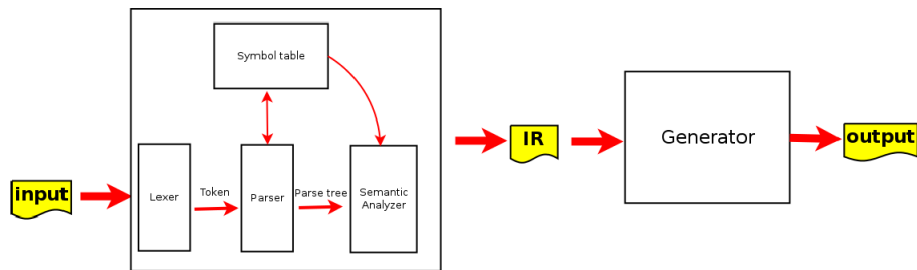 Symbol table
input
Lexer
Token
Parser
Parse tree
Semantic
Analyzer
IR
Generator
output